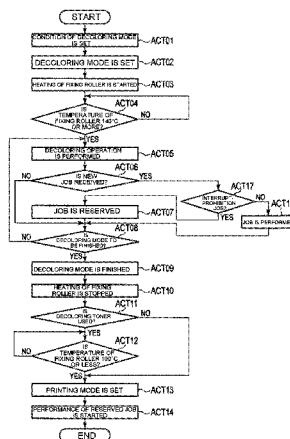 START
CONDITION OF DECOLORING MODE
IS SET
ACT01
DECOLORING MODE IS SET
ACT02
HEATING OF FIXING ROLLER IS STARTED
ACT03
ACT04
IS
TEMPERATURE OF
FIXING ROLLER 140°C
OR MORE?
NO
YES
DECOLORING OPERATION
IS PERFORMED
ACT05
ACT06
IS NEW
JOB RECEIVED?
NO
YES
ACT17
INTERRUPT-
PROHIBITION
JOB?
NO
YES
ACT1
JOB IS PERFORMED
JOB IS RESERVED
ACT07
ACT08
IS
DECOLORING MODE TO
BE FINISHED?
NO
YES
DECOLORING MODE IS FINISHED
ACT09
HEATING OF FIXING
ROLLER IS STOPPED
ACT10
ACT11
IS
DECOLORING TONER
USED?
NO
YES
ACT12
IS
TEMPERATURE OF
FIXING ROLLER 100°C
OR LESS?
NO
YES
PRINTING MODE IS SET
ACT13
PERFORMANCE OF RESERVED JOB
IS STARTED
ACT14
END